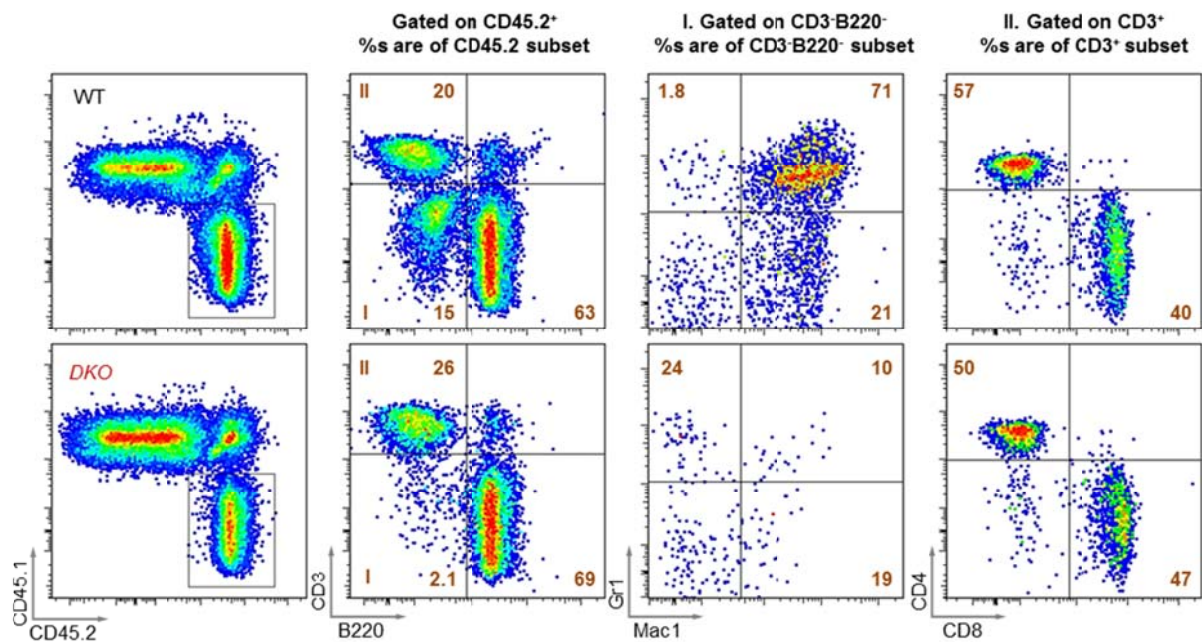 Gated on CD45.2⁺
%s are of CD45.2 subset
I. Gated on CD3⁻B220⁻
%s are of CD3⁻B220⁻ subset
II. Gated on CD3⁺
%s are of CD3⁺ subset
WT
II 20
1.8 71
57
I 15 63
21
40
DKO
II 26
24 10
50
I 2.1 69
19
47
CD45.1
CD45.2
CD3
B220
Gr1
Mac1
CD4
CD8